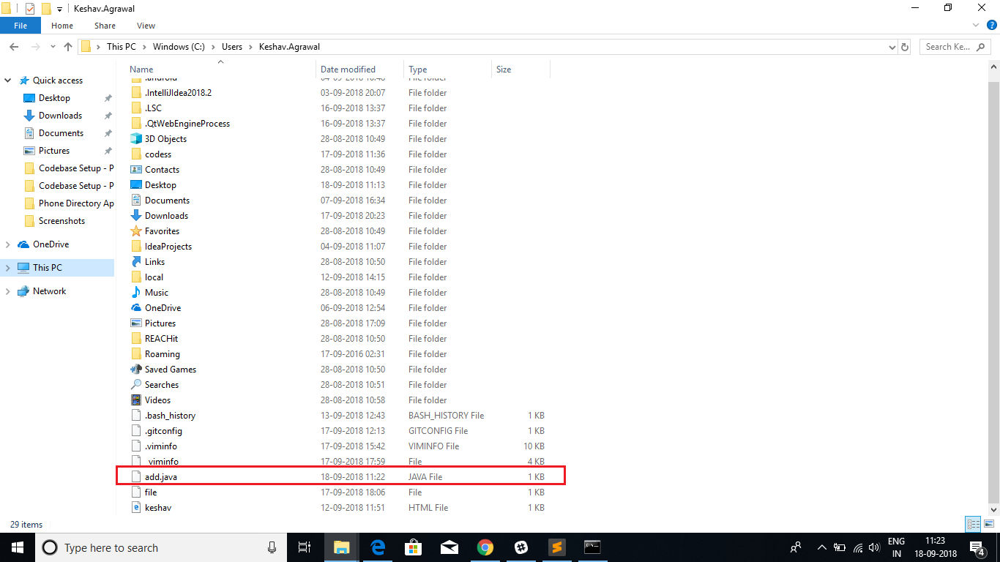 Keshav.Agrawal
File Home Share View
This PC Windows (C:) Users Keshav.Agrawal Search Ke...
Name Date modified Type Size
Quick access
Desktop
Downloads
Documents
Pictures
Codebase Setup - P
Codebase Setup - P
Phone Directory Ap
Screenshots
OneDrive
This PC
Network
.android 04-09-2018 10:48 File folder
.IntelliJIdea2018.2 03-09-2018 20:07 File folder
.LSC 16-09-2018 13:37 File folder
.QtWebEngineProcess 16-09-2018 13:37 File folder
3D Objects 28-08-2018 10:49 File folder
codess 17-09-2018 11:36 File folder
Contacts 28-08-2018 10:49 File folder
Desktop 18-09-2018 11:13 File folder
Documents 07-09-2018 16:34 File folder
Downloads 17-09-2018 20:23 File folder
Favorites 28-08-2018 10:49 File folder
IdeaProjects 04-09-2018 11:07 File folder
Links 28-08-2018 10:50 File folder
local 12-09-2018 14:15 File folder
Music 28-08-2018 10:49 File folder
OneDrive 06-09-2018 12:54 File folder
Pictures 28-08-2018 17:09 File folder
REACHit 28-08-2018 10:50 File folder
Roaming 17-09-2016 02:31 File folder
Saved Games 28-08-2018 10:50 File folder
Searches 28-08-2018 10:51 File folder
Videos 28-08-2018 10:58 File folder
.bash_history 13-09-2018 12:43 BASH_HISTORY File 1 KB
.gitconfig 17-09-2018 12:13 GITCONFIG File 1 KB
.viminfo 17-09-2018 15:42 VIMINFO File 10 KB
_viminfo 17-09-2018 17:59 File 4 KB
add.java 18-09-2018 11:22 JAVA File 1 KB
file 17-09-2018 18:06 File 1 KB
keshav 12-09-2018 11:51 HTML File 1 KB
29 items
Type here to search
ENG
IN
11:23
18-09-2018
4